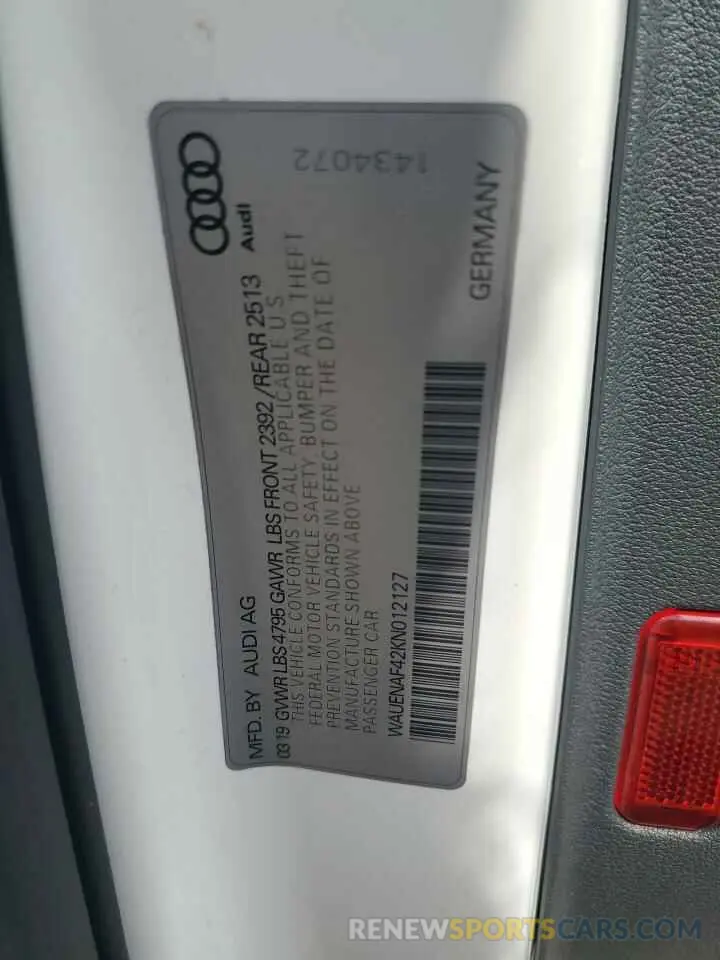 1434072
Audi
MFD. BY AUDI AG
03 19 GVWR LBS 4795 GAWR LBS FRONT 2392/REAR 2513
THIS VEHICLE CONFORMS TO ALL APPLICABLE U S
FEDERAL MOTOR VEHICLE SAFETY, BUMPER AND THEFT
PREVENTION STANDARDS IN EFFECT ON THE DATE OF
MANUFACTURE SHOWN ABOVE
PASSENGER CAR
WAUENAF42KN012127
GERMANY
RENEWSPORTSCARS.COM